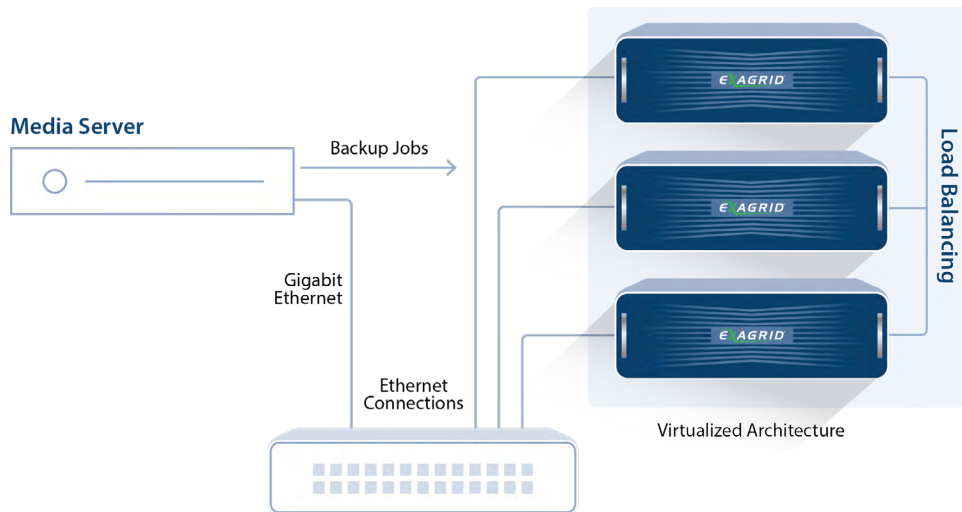 EXAGRID
Media Server
Backup Jobs
Load Balancing
EXAGRID
Gigabit
Ethernet
EXAGRID
Ethernet
Connections
Virtualized Architecture